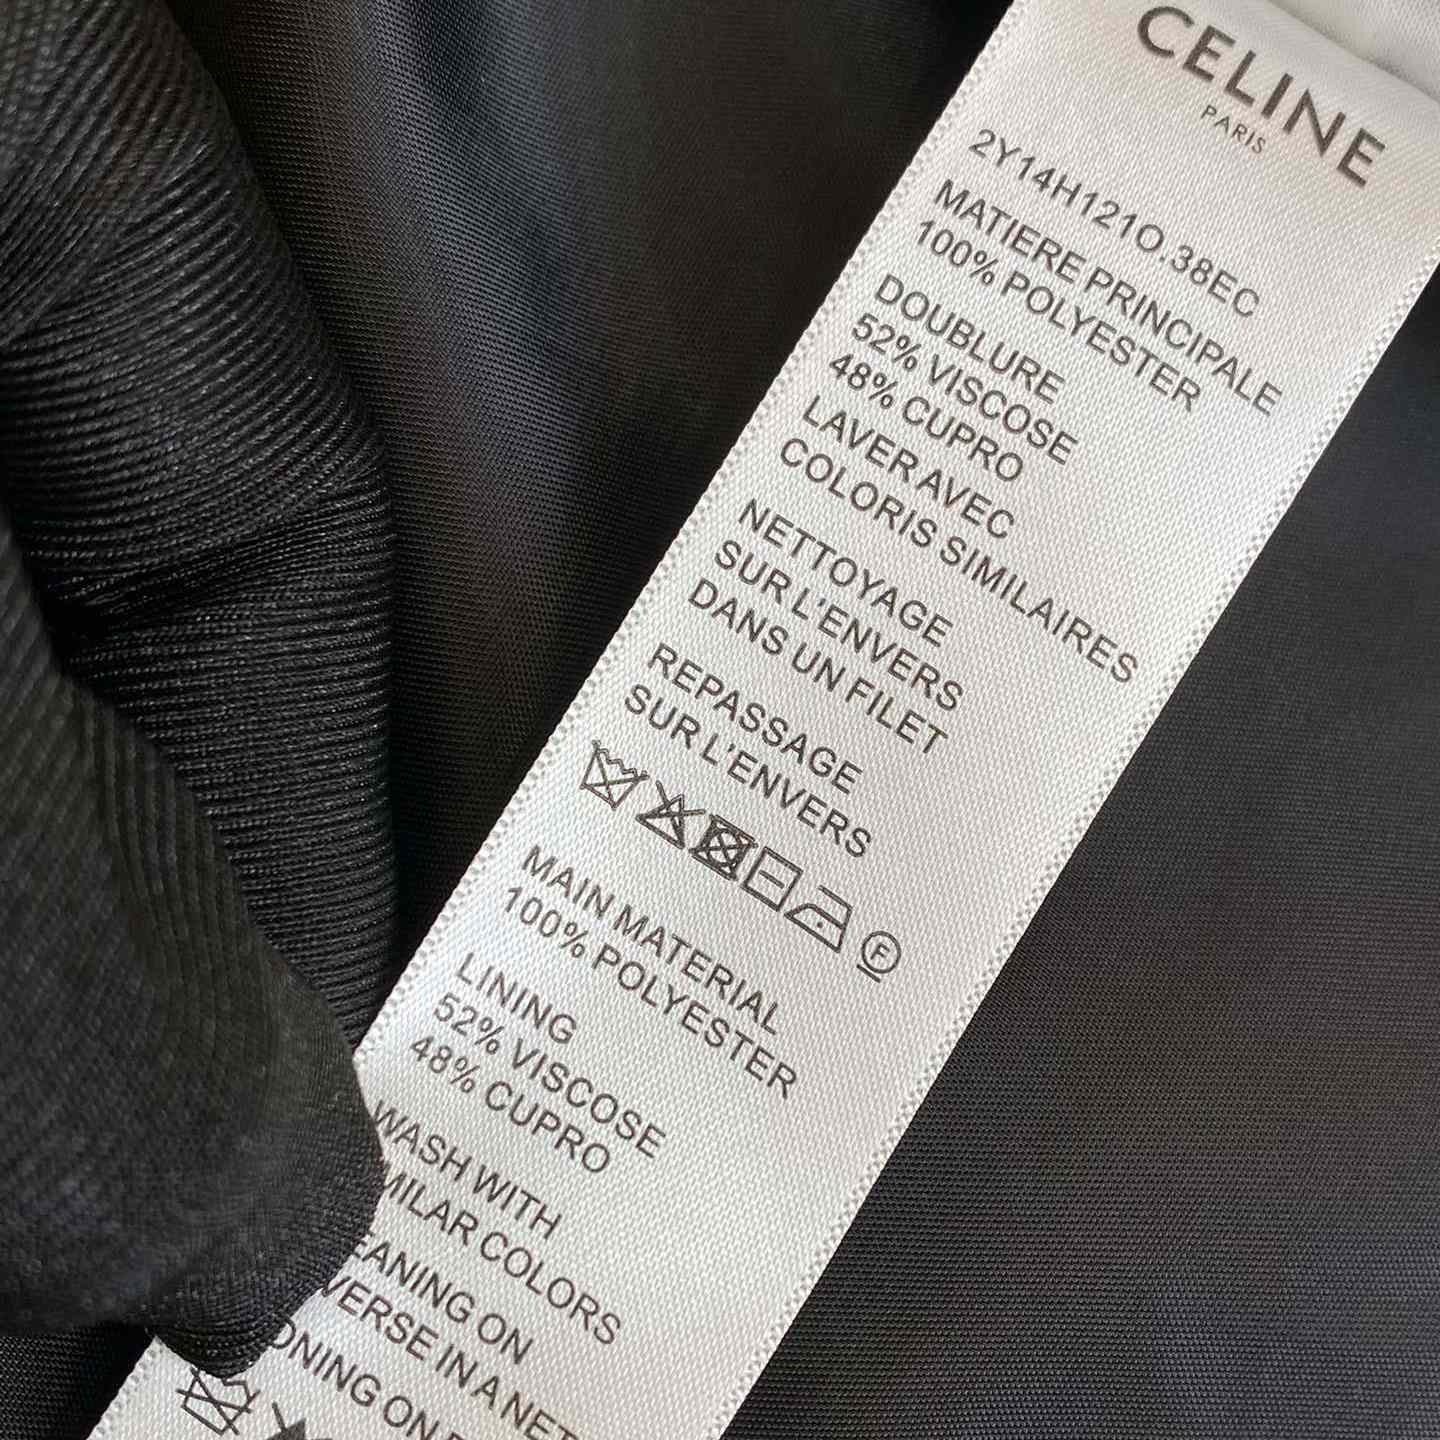 CELINE
PARIS
2Y14H121O.38EC
MATIERE PRINCIPALE
100% POLYESTER
DOUBLURE
52% VISCOSE
48% CUPRO
LAVER AVEC
COLORIS SIMILAIRES
NETTOYAGE
SUR L'ENVERS
DANS UN FILET
REPASSAGE
SUR L'ENVERS
F
MAIN MATERIAL
100% POLYESTER
LINING
52% VISCOSE
48% CUPRO
WASH WITH
MILAR COLORS
EANING ON
VERSE IN A NET
ONING ON